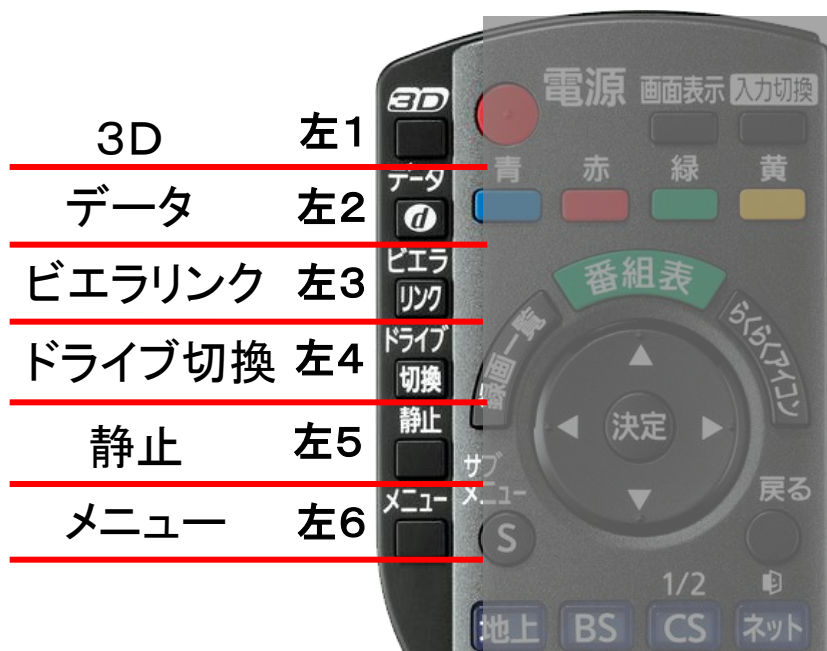 3D 左1
データ 左2
ビエラリンク 左3
ドライブ切換 左4
静止 左5
メニュー 左6
3D
データ
d
ビエラ
リンク
ドライブ
切換
静止
メニュー
電源 画面表示 入力切換
青 赤 緑 黄
番組表
録画一覧
らくらくアイコン
決定
サブ
メニュー
S
戻る
1/2
地上 BS CS ネット